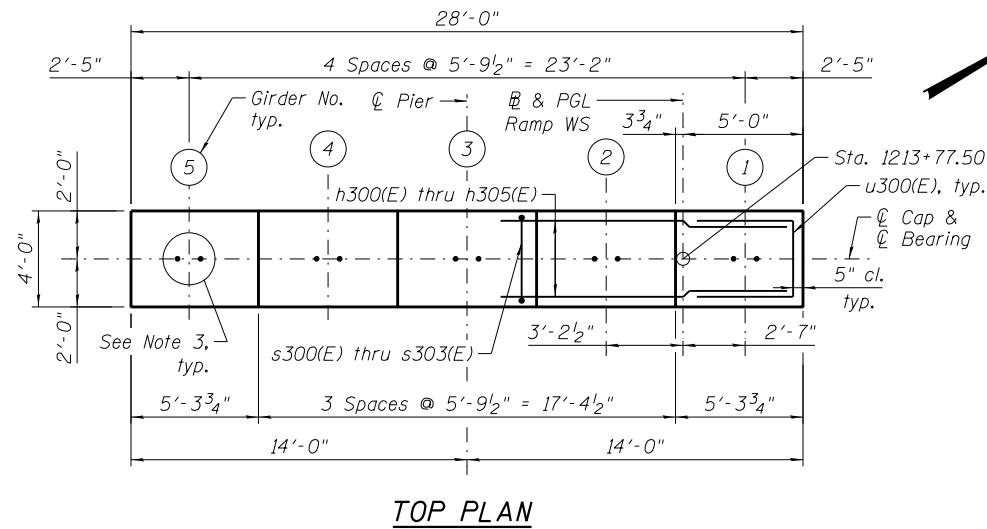 28'-0"
2'-5"
4 Spaces @ 5'-9½" = 23'-2"
2'-5"
Girder No.
typ.
℄ Pier
& PGL
Ramp WS
3¾"
5'-0"
5
4
3
2
1
Sta. 1213+77.50
u300(E), typ.
h300(E) thru h305(E)
℄ Cap &
℄ Bearing
2'-0"
4'-0"
2'-0"
5" cl.
typ.
See Note 3,
typ.
s300(E) thru s303(E)
3'-2½"
2'-7"
5'-3¾"
3 Spaces @ 5'-9½" = 17'-4½"
5'-3¾"
14'-0"
14'-0"
TOP PLAN